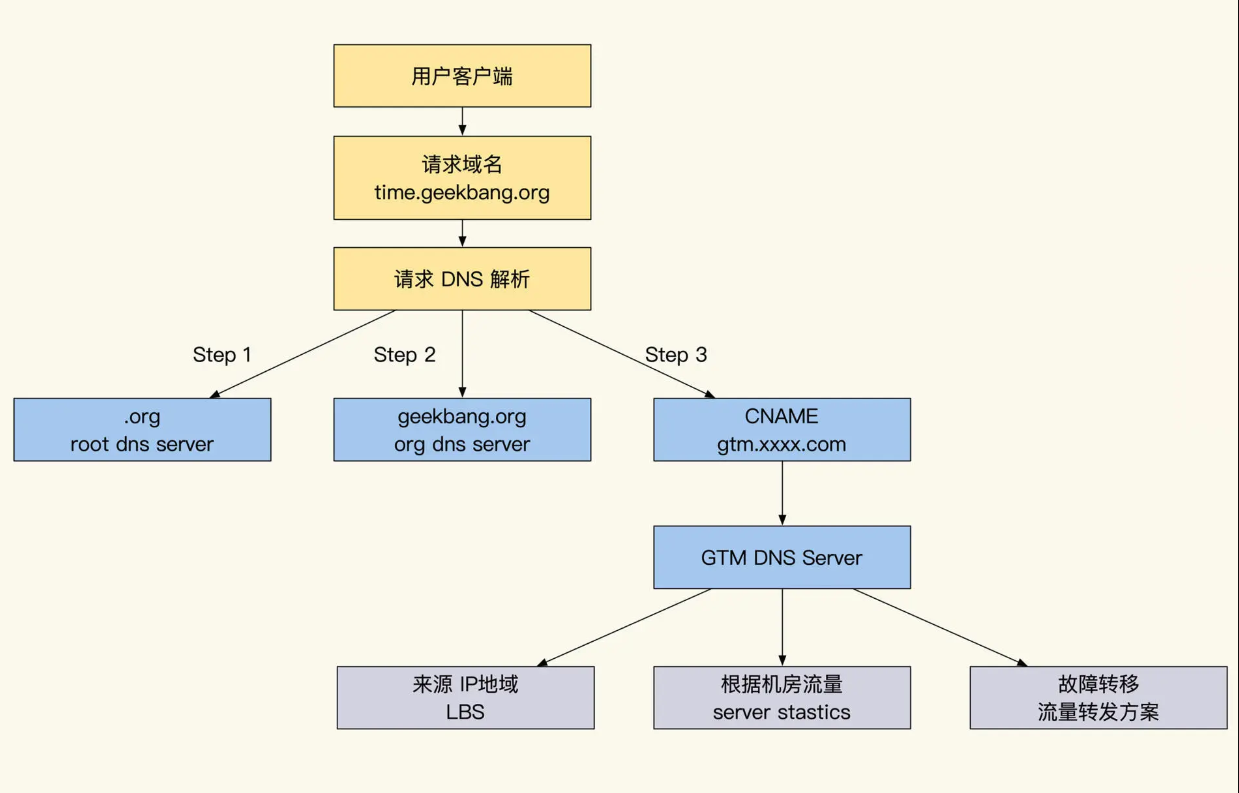 用户客户端
请求域名
time.geekbang.org
请求 DNS 解析
Step 1
Step 2
Step 3
.org
root dns server
geekbang.org
org dns server
CNAME
gtm.xxxx.com
GTM DNS Server
来源 IP地域
LBS
根据机房流量
server stastics
故障转移
流量转发方案